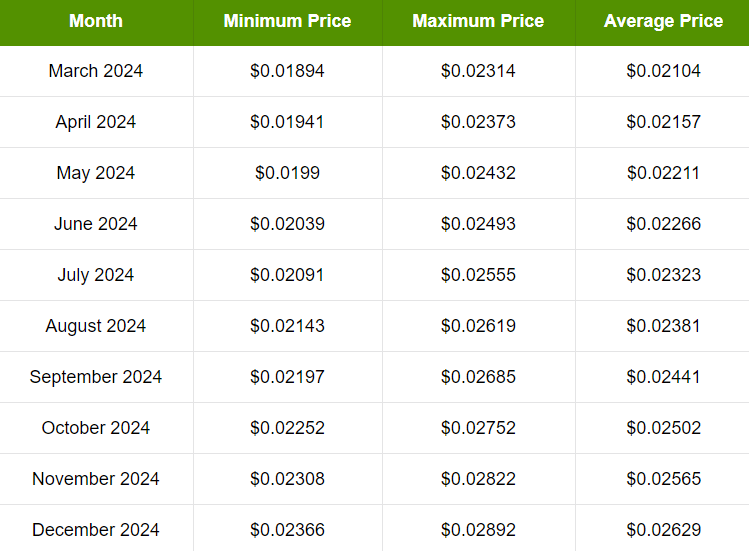 Month Minimum Price Maximum Price Average Price
March 2024 $0.01894 $0.02314 $0.02104
April 2024 $0.01941 $0.02373 $0.02157
May 2024 $0.0199 $0.02432 $0.02211
June 2024 $0.02039 $0.02493 $0.02266
July 2024 $0.02091 $0.02555 $0.02323
August 2024 $0.02143 $0.02619 $0.02381
September 2024 $0.02197 $0.02685 $0.02441
October 2024 $0.02252 $0.02752 $0.02502
November 2024 $0.02308 $0.02822 $0.02565
December 2024 $0.02366 $0.02892 $0.02629